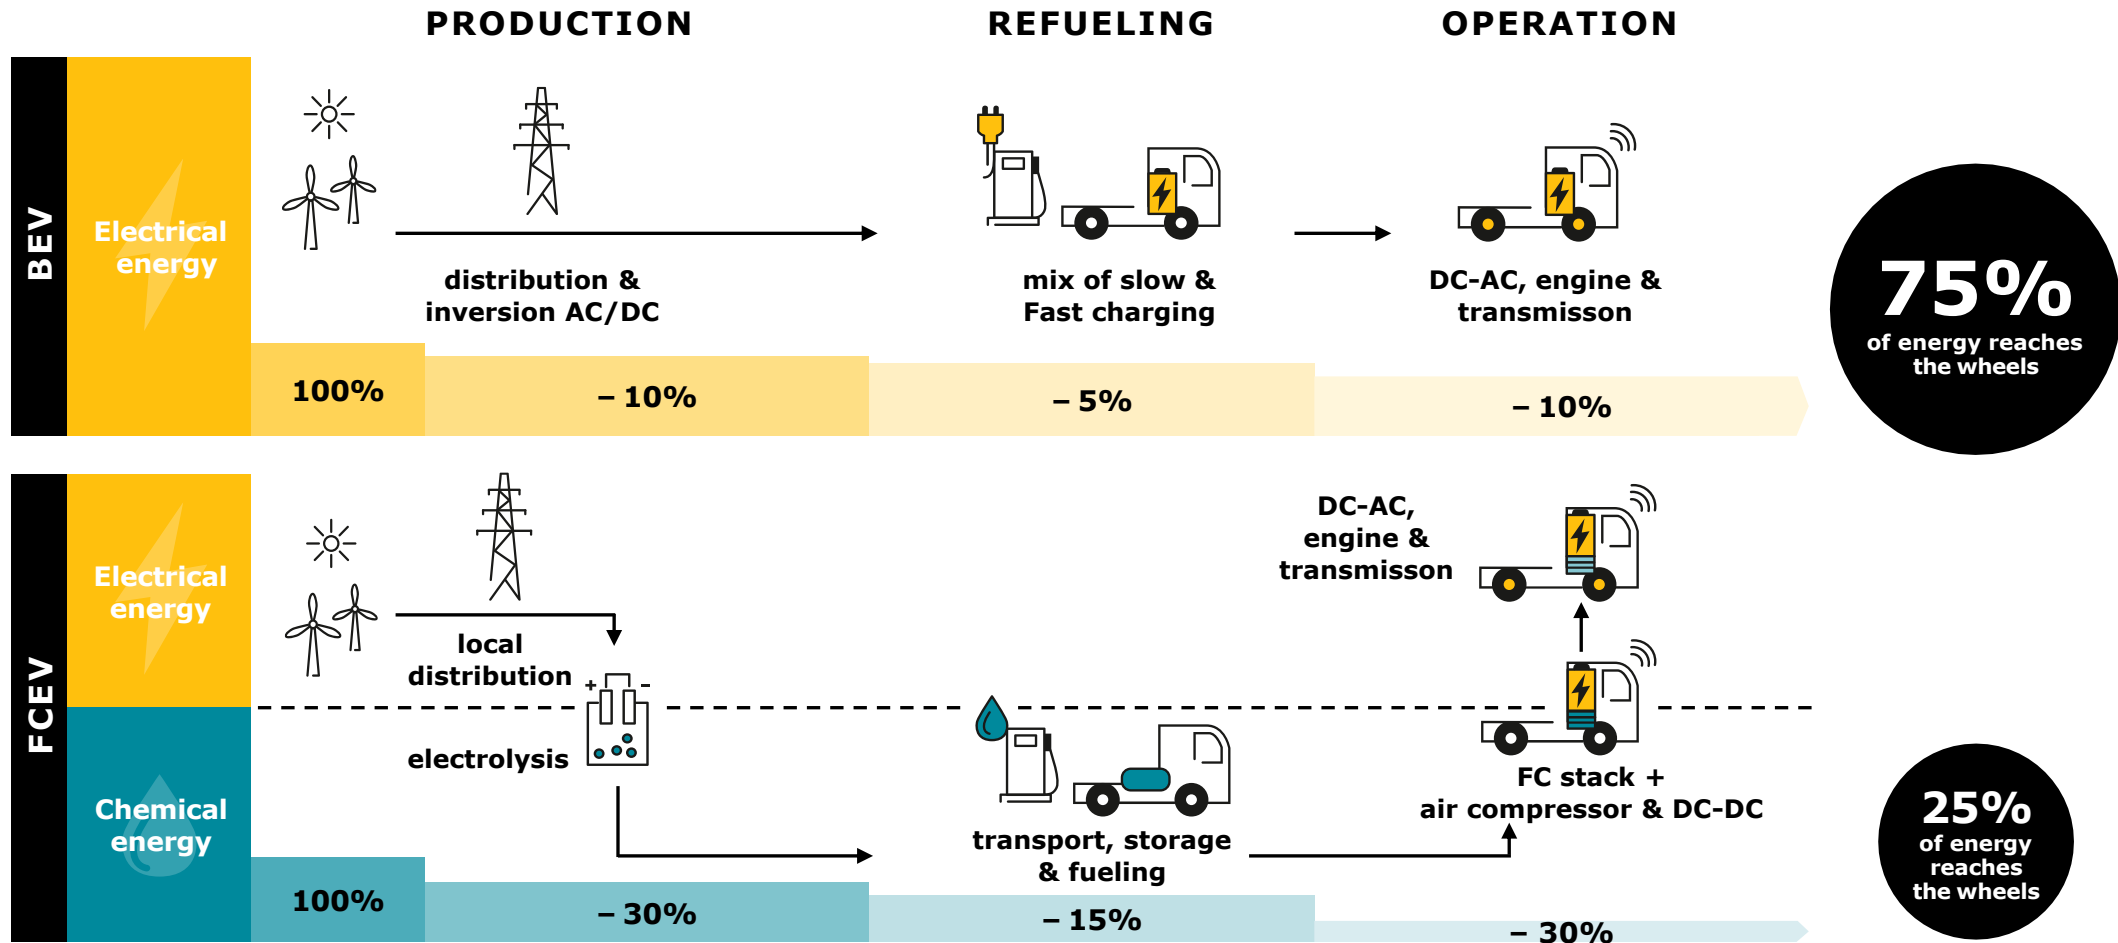 PRODUCTION
REFUELING
OPERATION
BEV
Electrical
energy
distribution &
inversion AC/DC
mix of slow &
Fast charging
DC-AC, engine &
transmisson
75%
of energy reaches
the wheels
100%
– 10%
– 5%
– 10%
FCEV
Electrical
energy
Chemical
energy
local
distribution
+ –
electrolysis
transport, storage
& fueling
DC-AC,
engine &
transmisson
FC stack +
air compressor & DC-DC
25%
of energy
reaches
the wheels
100%
– 30%
– 15%
– 30%